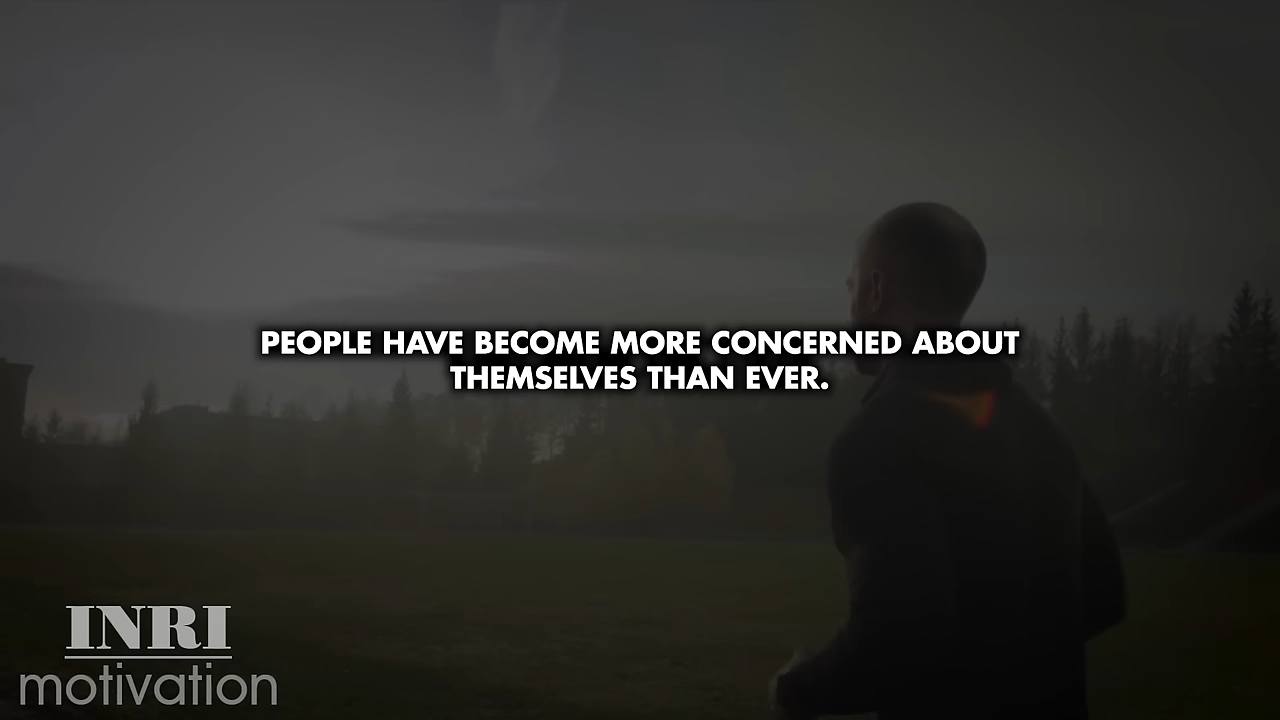 PEOPLE HAVE BECOME MORE CONCERNED ABOUT
THEMSELVES THAN EVER.
INRI
motivation